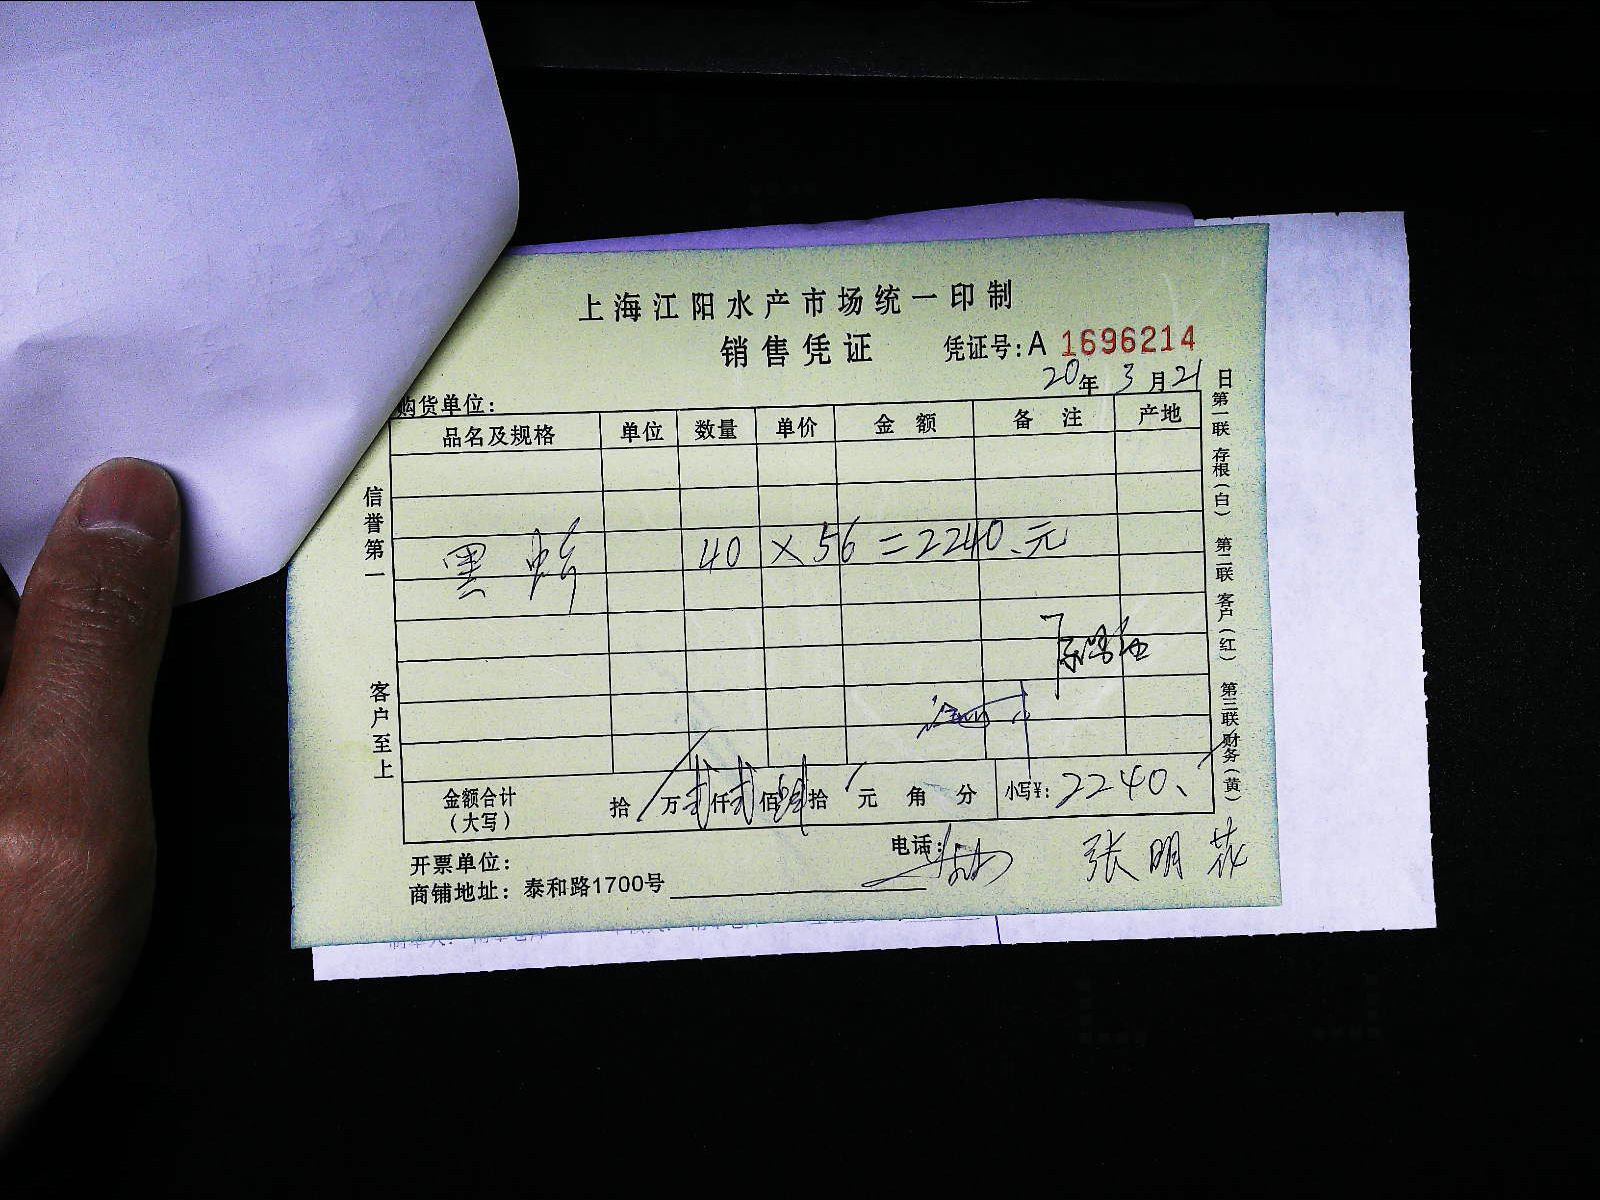 上海江阳水产市场统一印制
销售凭证 凭证号:A 1696214
20年 3月21日
购货单位:
品名及规格 单位 数量 单价 金额 备注 产地
黑 40 × 56 = 2240.元
金额合计(大写) 拾 万贰仟贰佰肆拾 元 角 分 小写¥: 2240.
开票单位: 电话:
张明花
商铺地址: 泰和路1700号
信誉第一
客户至上
第一联 存根(白) 第二联 客户(红) 第三联 财务(黄)